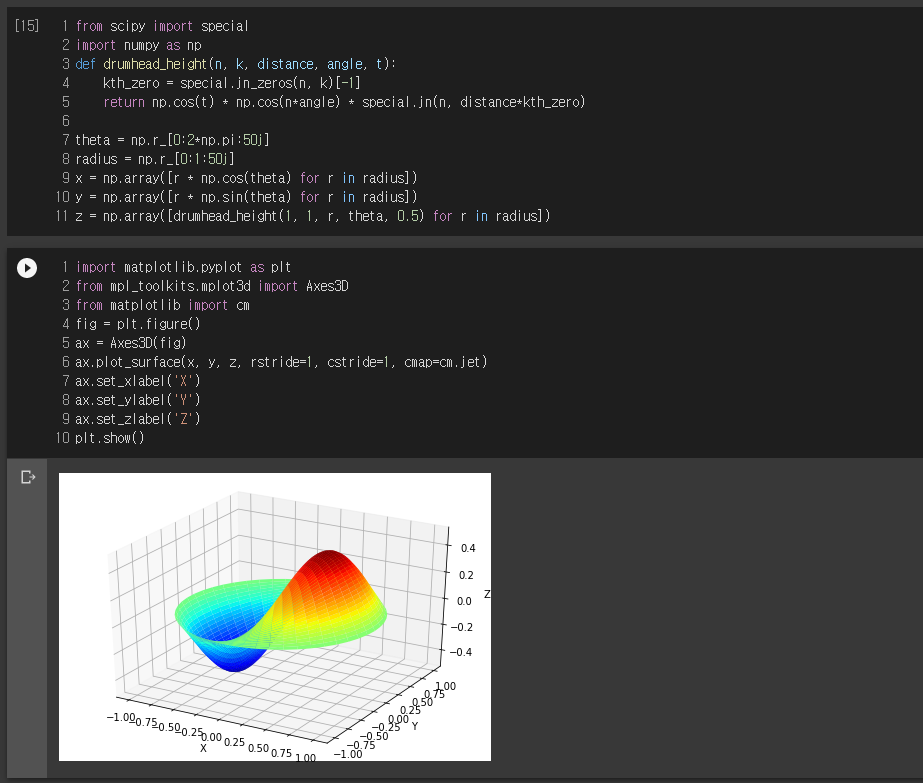 [15]
1 from scipy import special
2 import numpy as np
3 def drumhead_height(n, k, distance, angle, t):
4     kth_zero = special.jn_zeros(n, k)[-1]
5     return np.cos(t) * np.cos(n*angle) * special.jn(n, distance*kth_zero)
6
7 theta = np.r_[0:2*np.pi:50j]
8 radius = np.r_[0:1:50j]
9 x = np.array([r * np.cos(theta) for r in radius])
10 y = np.array([r * np.sin(theta) for r in radius])
11 z = np.array([drumhead_height(1, 1, r, theta, 0.5) for r in radius])
1 import matplotlib.pyplot as plt
2 from mpl_toolkits.mplot3d import Axes3D
3 from matplotlib import cm
4 fig = plt.figure()
5 ax = Axes3D(fig)
6 ax.plot_surface(x, y, z, rstride=1, cstride=1, cmap=cm.jet)
7 ax.set_xlabel('X')
8 ax.set_ylabel('Y')
9 ax.set_zlabel('Z')
10 plt.show()
0.4
0.2
0.0
−0.2
−0.4
Z
−1.00
−0.75
−0.50
−0.25
0.00
0.25
0.50
0.75
1.00
X
1.00
0.75
0.50
0.25
0.00
−0.25
−0.50
−0.75
−1.00
Y